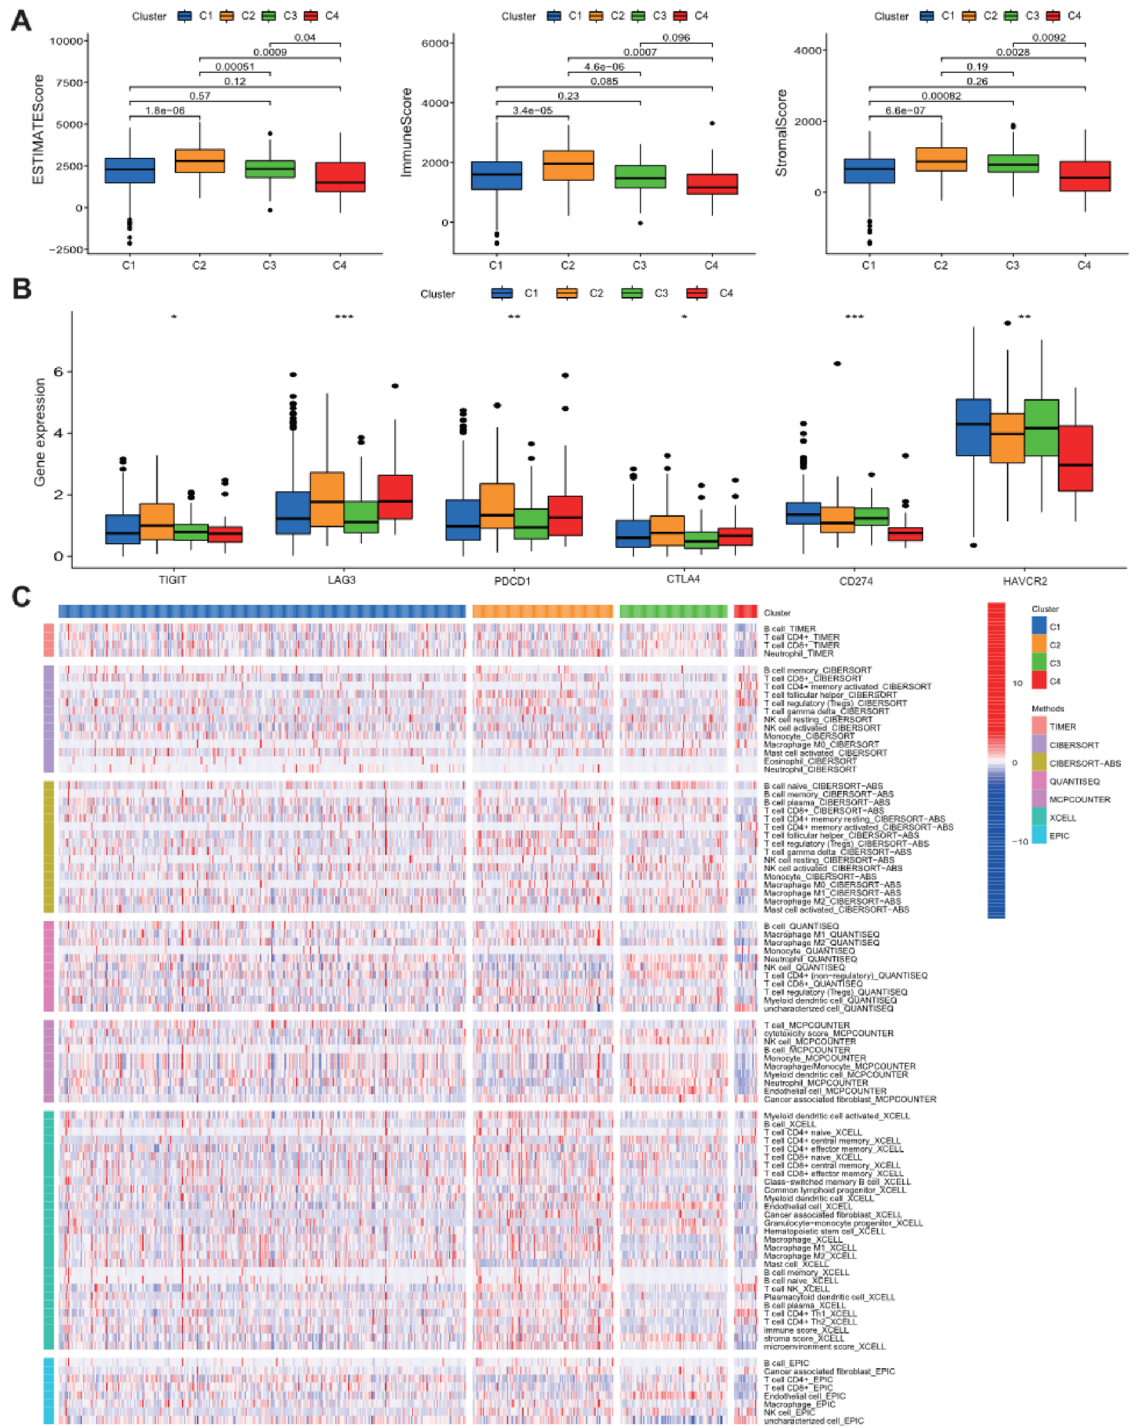 A
Cluster C1 C2 C3 C4
ESTIMATEScore
10000
7500
5000
2500
0
−2500
0.04
0.0009
0.00051
0.12
0.57
1.8e−06
C1 C2 C3 C4
Cluster C1 C2 C3 C4
ImmuneScore
6000
4000
2000
0
0.096
0.0007
4.6e−06
0.085
0.23
3.4e−05
C1 C2 C3 C4
Cluster C1 C2 C3 C4
StromalScore
4000
2000
0
0.0092
0.0028
0.19
0.26
0.00082
6.6e−07
C1 C2 C3 C4
B
Cluster C1 C2 C3 C4
Gene expression
6
4
2
0
* *** ** * *** **
TIGIT LAG3 PDCD1 CTLA4 CD274 HAVCR2
C
Cluster
B cell_TIMER
T cell CD4+_TIMER
T cell CD8+_TIMER
Neutrophil_TIMER
B cell memory_CIBERSORT
T cell CD8+_CIBERSORT
T cell CD4+ memory activated_CIBERSORT
T cell follicular helper_CIBERSORT
T cell regulatory (Tregs)_CIBERSORT
T cell gamma delta_CIBERSORT
NK cell resting_CIBERSORT
NK cell activated_CIBERSORT
Monocyte_CIBERSORT
Macrophage M0_CIBERSORT
Mast cell activated_CIBERSORT
Eosinophil_CIBERSORT
Neutrophil_CIBERSORT
B cell naive_CIBERSORT−ABS
B cell memory_CIBERSORT−ABS
B cell plasma_CIBERSORT−ABS
T cell CD8+_CIBERSORT−ABS
T cell CD4+ memory resting_CIBERSORT−ABS
T cell CD4+ memory activated_CIBERSORT−ABS
T cell follicular helper_CIBERSORT−ABS
T cell regulatory (Tregs)_CIBERSORT−ABS
T cell gamma delta_CIBERSORT−ABS
NK cell resting_CIBERSORT−ABS
NK cell activated_CIBERSORT−ABS
Monocyte_CIBERSORT−ABS
Macrophage M0_CIBERSORT−ABS
Macrophage M1_CIBERSORT−ABS
Macrophage M2_CIBERSORT−ABS
Mast cell activated_CIBERSORT−ABS
B cell_QUANTISEQ
Macrophage M1_QUANTISEQ
Macrophage M2_QUANTISEQ
Monocyte_QUANTISEQ
Neutrophil_QUANTISEQ
NK cell_QUANTISEQ
T cell CD4+ (non−regulatory)_QUANTISEQ
T cell CD8+_QUANTISEQ
T cell regulatory (Tregs)_QUANTISEQ
Myeloid dendritic cell_QUANTISEQ
uncharacterized cell_QUANTISEQ
T cell_MCPCOUNTER
cytotoxicity score_MCPCOUNTER
NK cell_MCPCOUNTER
B cell_MCPCOUNTER
Monocyte_MCPCOUNTER
Macrophage/Monocyte_MCPCOUNTER
Myeloid dendritic cell_MCPCOUNTER
Neutrophil_MCPCOUNTER
Endothelial cell_MCPCOUNTER
Cancer associated fibroblast_MCPCOUNTER
Myeloid dendritic cell activated_XCELL
B cell_XCELL
T cell CD4+ naive_XCELL
T cell CD4+ central memory_XCELL
T cell CD4+ effector memory_XCELL
T cell CD8+ naive_XCELL
T cell CD8+ central memory_XCELL
T cell CD8+ effector memory_XCELL
Class−switched memory B cell_XCELL
Common lymphoid progenitor_XCELL
Myeloid dendritic cell_XCELL
Endothelial cell_XCELL
Cancer associated fibroblast_XCELL
Granulocyte−monocyte progenitor_XCELL
Hematopoietic stem cell_XCELL
Macrophage_XCELL
Macrophage M1_XCELL
Macrophage M2_XCELL
Mast cell_XCELL
B cell memory_XCELL
B cell naive_XCELL
T cell NK_XCELL
Plasmacytoid dendritic cell_XCELL
B cell plasma_XCELL
T cell CD4+ Th1_XCELL
T cell CD4+ Th2_XCELL
immune score_XCELL
stroma score_XCELL
microenvironment score_XCELL
B cell_EPIC
Cancer associated fibroblast_EPIC
T cell CD4+_EPIC
T cell CD8+_EPIC
Endothelial cell_EPIC
Macrophage_EPIC
NK cell_EPIC
uncharacterized cell_EPIC
10
0
−10
Cluster
C1
C2
C3
C4
Methods
TIMER
CIBERSORT
CIBERSORT−ABS
QUANTISEQ
MCPCOUNTER
XCELL
EPIC